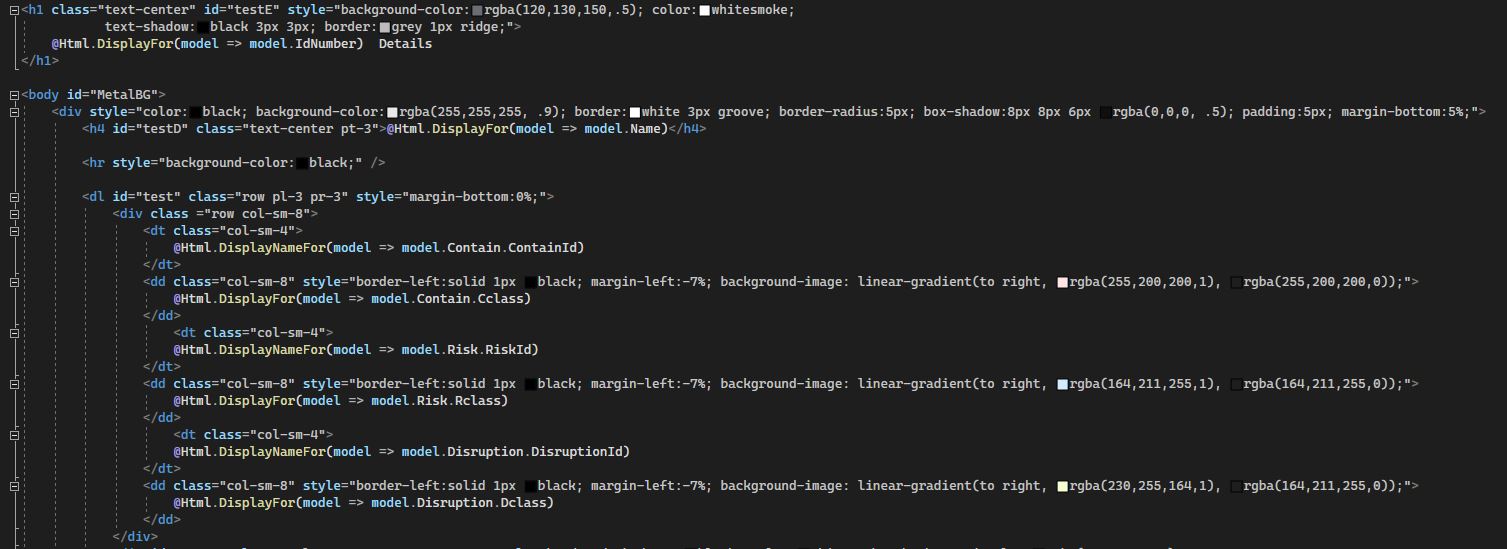 <h1 class="text-center" id="testE" style="background-color:rgba(120,130,150,.5); color:whitesmoke;
text-shadow:black 3px 3px; border:grey 1px ridge;">
@Html.DisplayFor(model => model.IdNumber)  Details
</h1>
<body id="MetalBG">
<div style="color:black; background-color:rgba(255,255,255, .9); border:white 3px groove; border-radius:5px; box-shadow:8px 8px 6px rgba(0,0,0, .5); padding:5px; margin-bottom:5%;">
<h4 id="testD" class="text-center pt-3">@Html.DisplayFor(model => model.Name)</h4>
<hr style="background-color:black;" />
<dl id="test" class="row pl-3 pr-3" style="margin-bottom:0%;">
<div class ="row col-sm-8">
<dt class="col-sm-4">
@Html.DisplayNameFor(model => model.Contain.ContainId)
</dt>
<dd class="col-sm-8" style="border-left:solid 1px black; margin-left:-7%; background-image: linear-gradient(to right, rgba(255,200,200,1), rgba(255,200,200,0));">
@Html.DisplayFor(model => model.Contain.Cclass)
</dd>
<dt class="col-sm-4">
@Html.DisplayNameFor(model => model.Risk.RiskId)
</dt>
<dd class="col-sm-8" style="border-left:solid 1px black; margin-left:-7%; background-image: linear-gradient(to right, rgba(164,211,255,1), rgba(164,211,255,0));">
@Html.DisplayFor(model => model.Risk.Rclass)
</dd>
<dt class="col-sm-4">
@Html.DisplayNameFor(model => model.Disruption.DisruptionId)
</dt>
<dd class="col-sm-8" style="border-left:solid 1px black; margin-left:-7%; background-image: linear-gradient(to right, rgba(230,255,164,1), rgba(164,211,255,0));">
@Html.DisplayFor(model => model.Disruption.Dclass)
</dd>
</div>